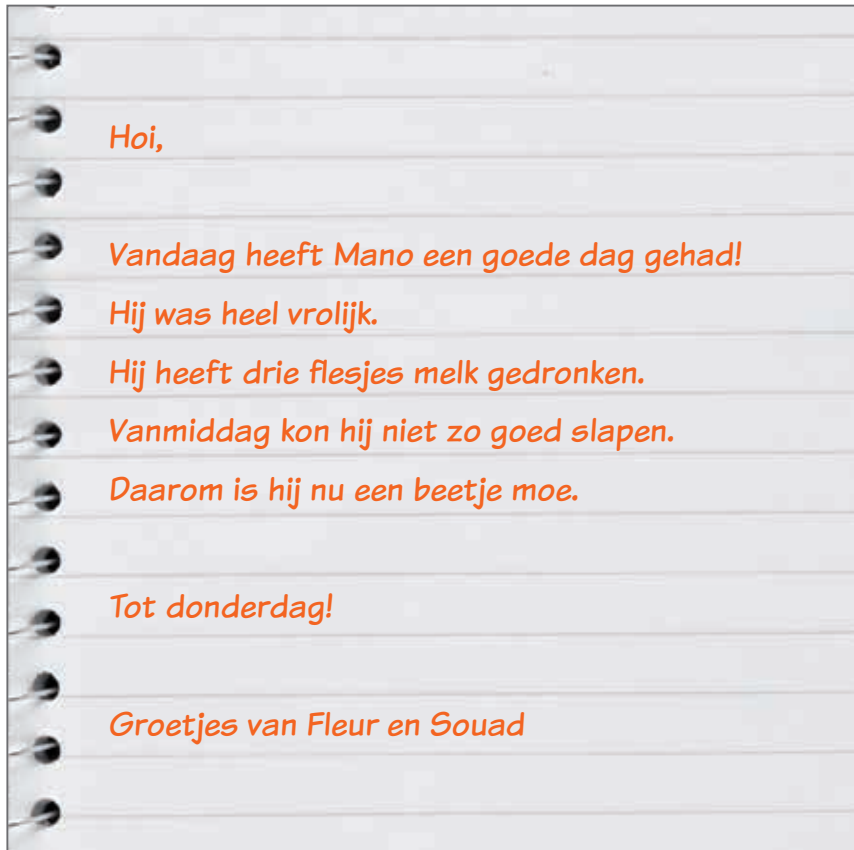 Hoi,
Vandaag heeft Mano een goede dag gehad!
Hij was heel vrolijk.
Hij heeft drie flesjes melk gedronken.
Vanmiddag kon hij niet zo goed slapen.
Daarom is hij nu een beetje moe.
Tot donderdag!
Groetjes van Fleur en Souad